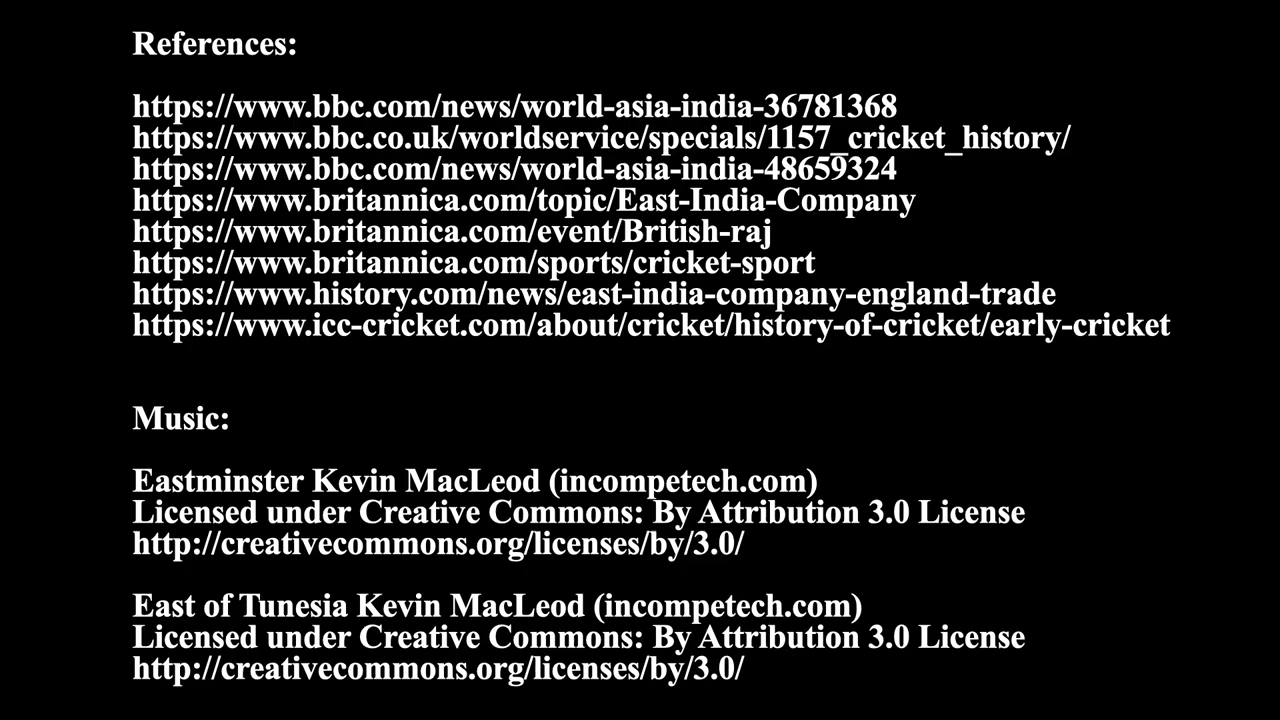 References:
https://www.bbc.com/news/world-asia-india-36781368
https://www.bbc.co.uk/worldservice/specials/1157_cricket_history/
https://www.bbc.com/news/world-asia-india-48659324
https://www.britannica.com/topic/East-India-Company
https://www.britannica.com/event/British-raj
https://www.britannica.com/sports/cricket-sport
https://www.history.com/news/east-india-company-england-trade
https://www.icc-cricket.com/about/cricket/history-of-cricket/early-cricket
Music:
Eastminster Kevin MacLeod (incompetech.com)
Licensed under Creative Commons: By Attribution 3.0 License
http://creativecommons.org/licenses/by/3.0/
East of Tunesia Kevin MacLeod (incompetech.com)
Licensed under Creative Commons: By Attribution 3.0 License
http://creativecommons.org/licenses/by/3.0/